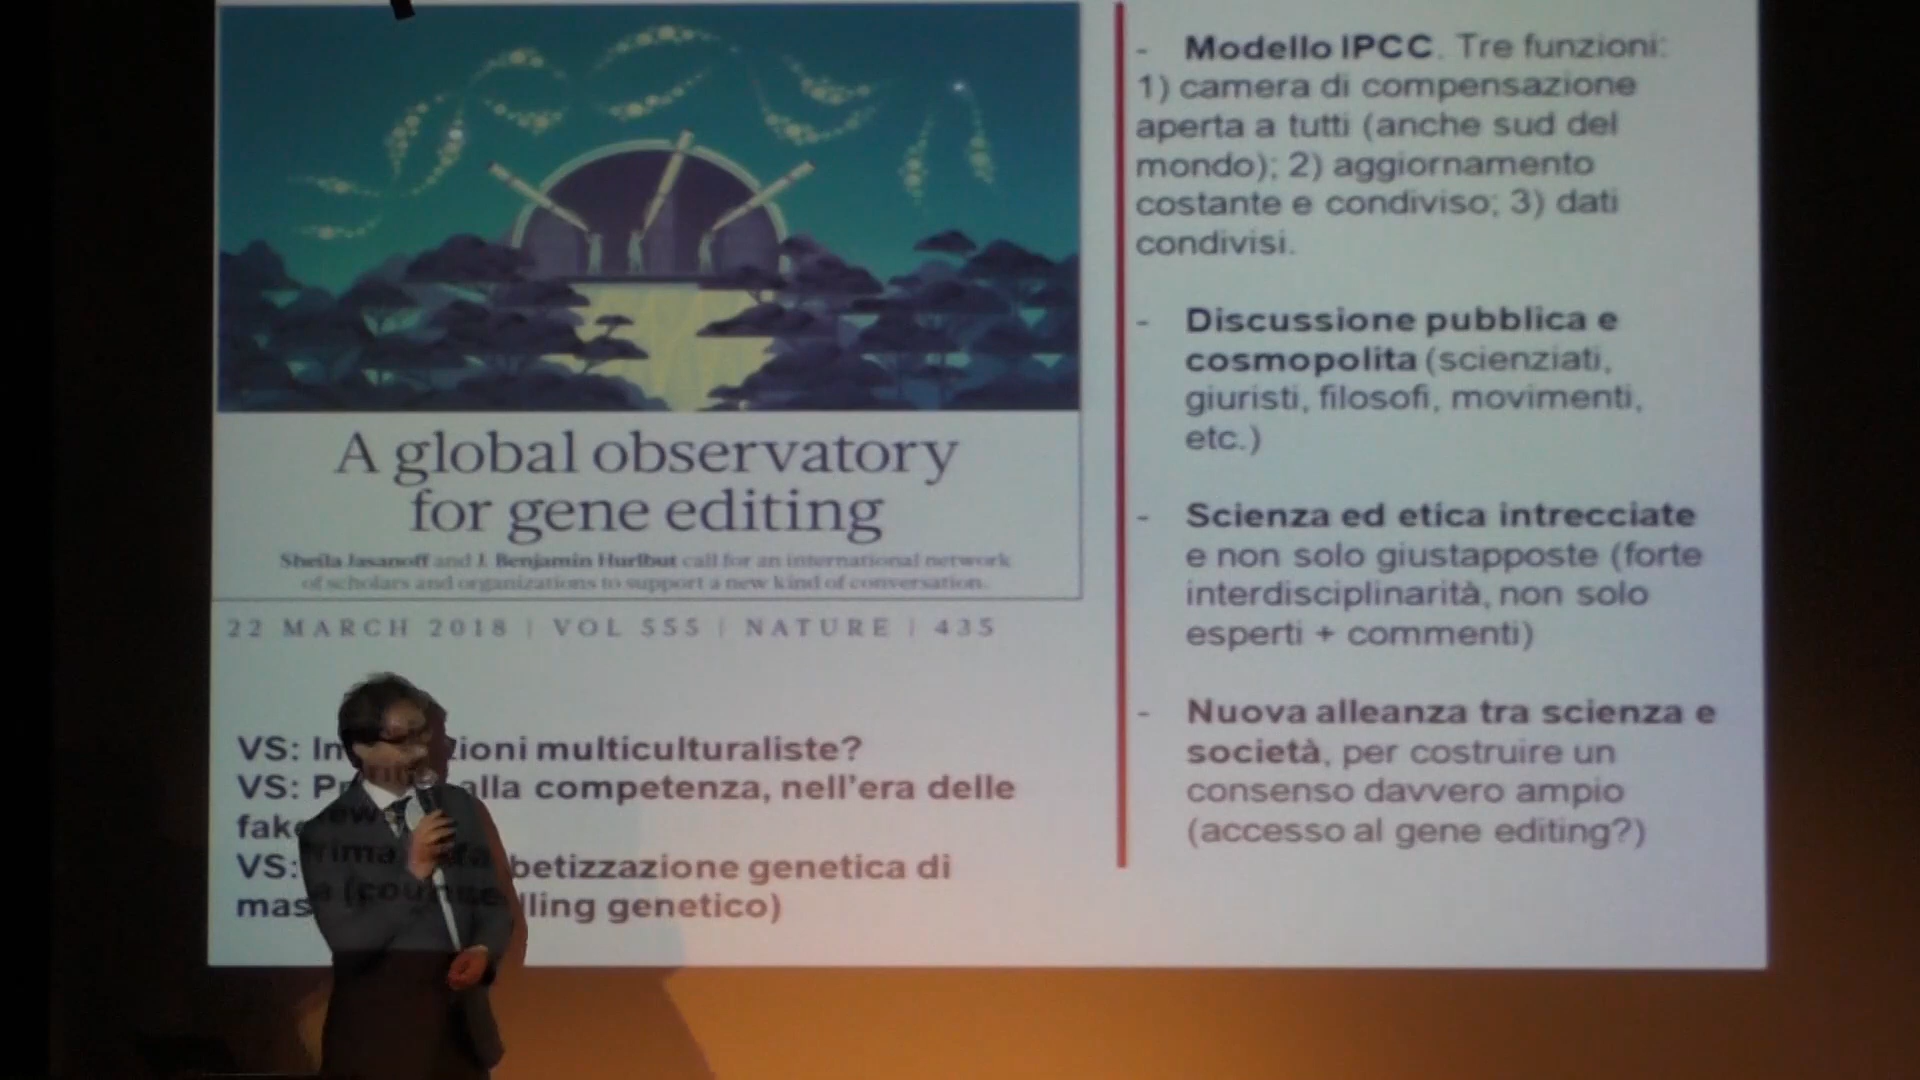 A global observatory
for gene editing
Sheila Jasanoff and J. Benjamin Hurlbut call for an international network
of scholars and organizations to support a new kind of conversation.
22 MARCH 2018 | VOL 555 | NATURE | 435
VS: zioni multiculturaliste?
VS: alla competenza, nell'era delle
fake
VS: betizzazione genetica di
mas a (counselling genetico)
- Modello IPCC. Tre funzioni:
1) camera di compensazione
aperta a tutti (anche sud del
mondo); 2) aggiornamento
costante e condiviso; 3) dati
condivisi.
- Discussione pubblica e
cosmopolita (scienziati,
giuristi, filosofi, movimenti,
etc.)
- Scienza ed etica intrecciate
e non solo giustapposte (forte
interdisciplinarità, non solo
esperti + commenti)
- Nuova alleanza tra scienza e
società, per costruire un
consenso davvero ampio
(accesso al gene editing?)